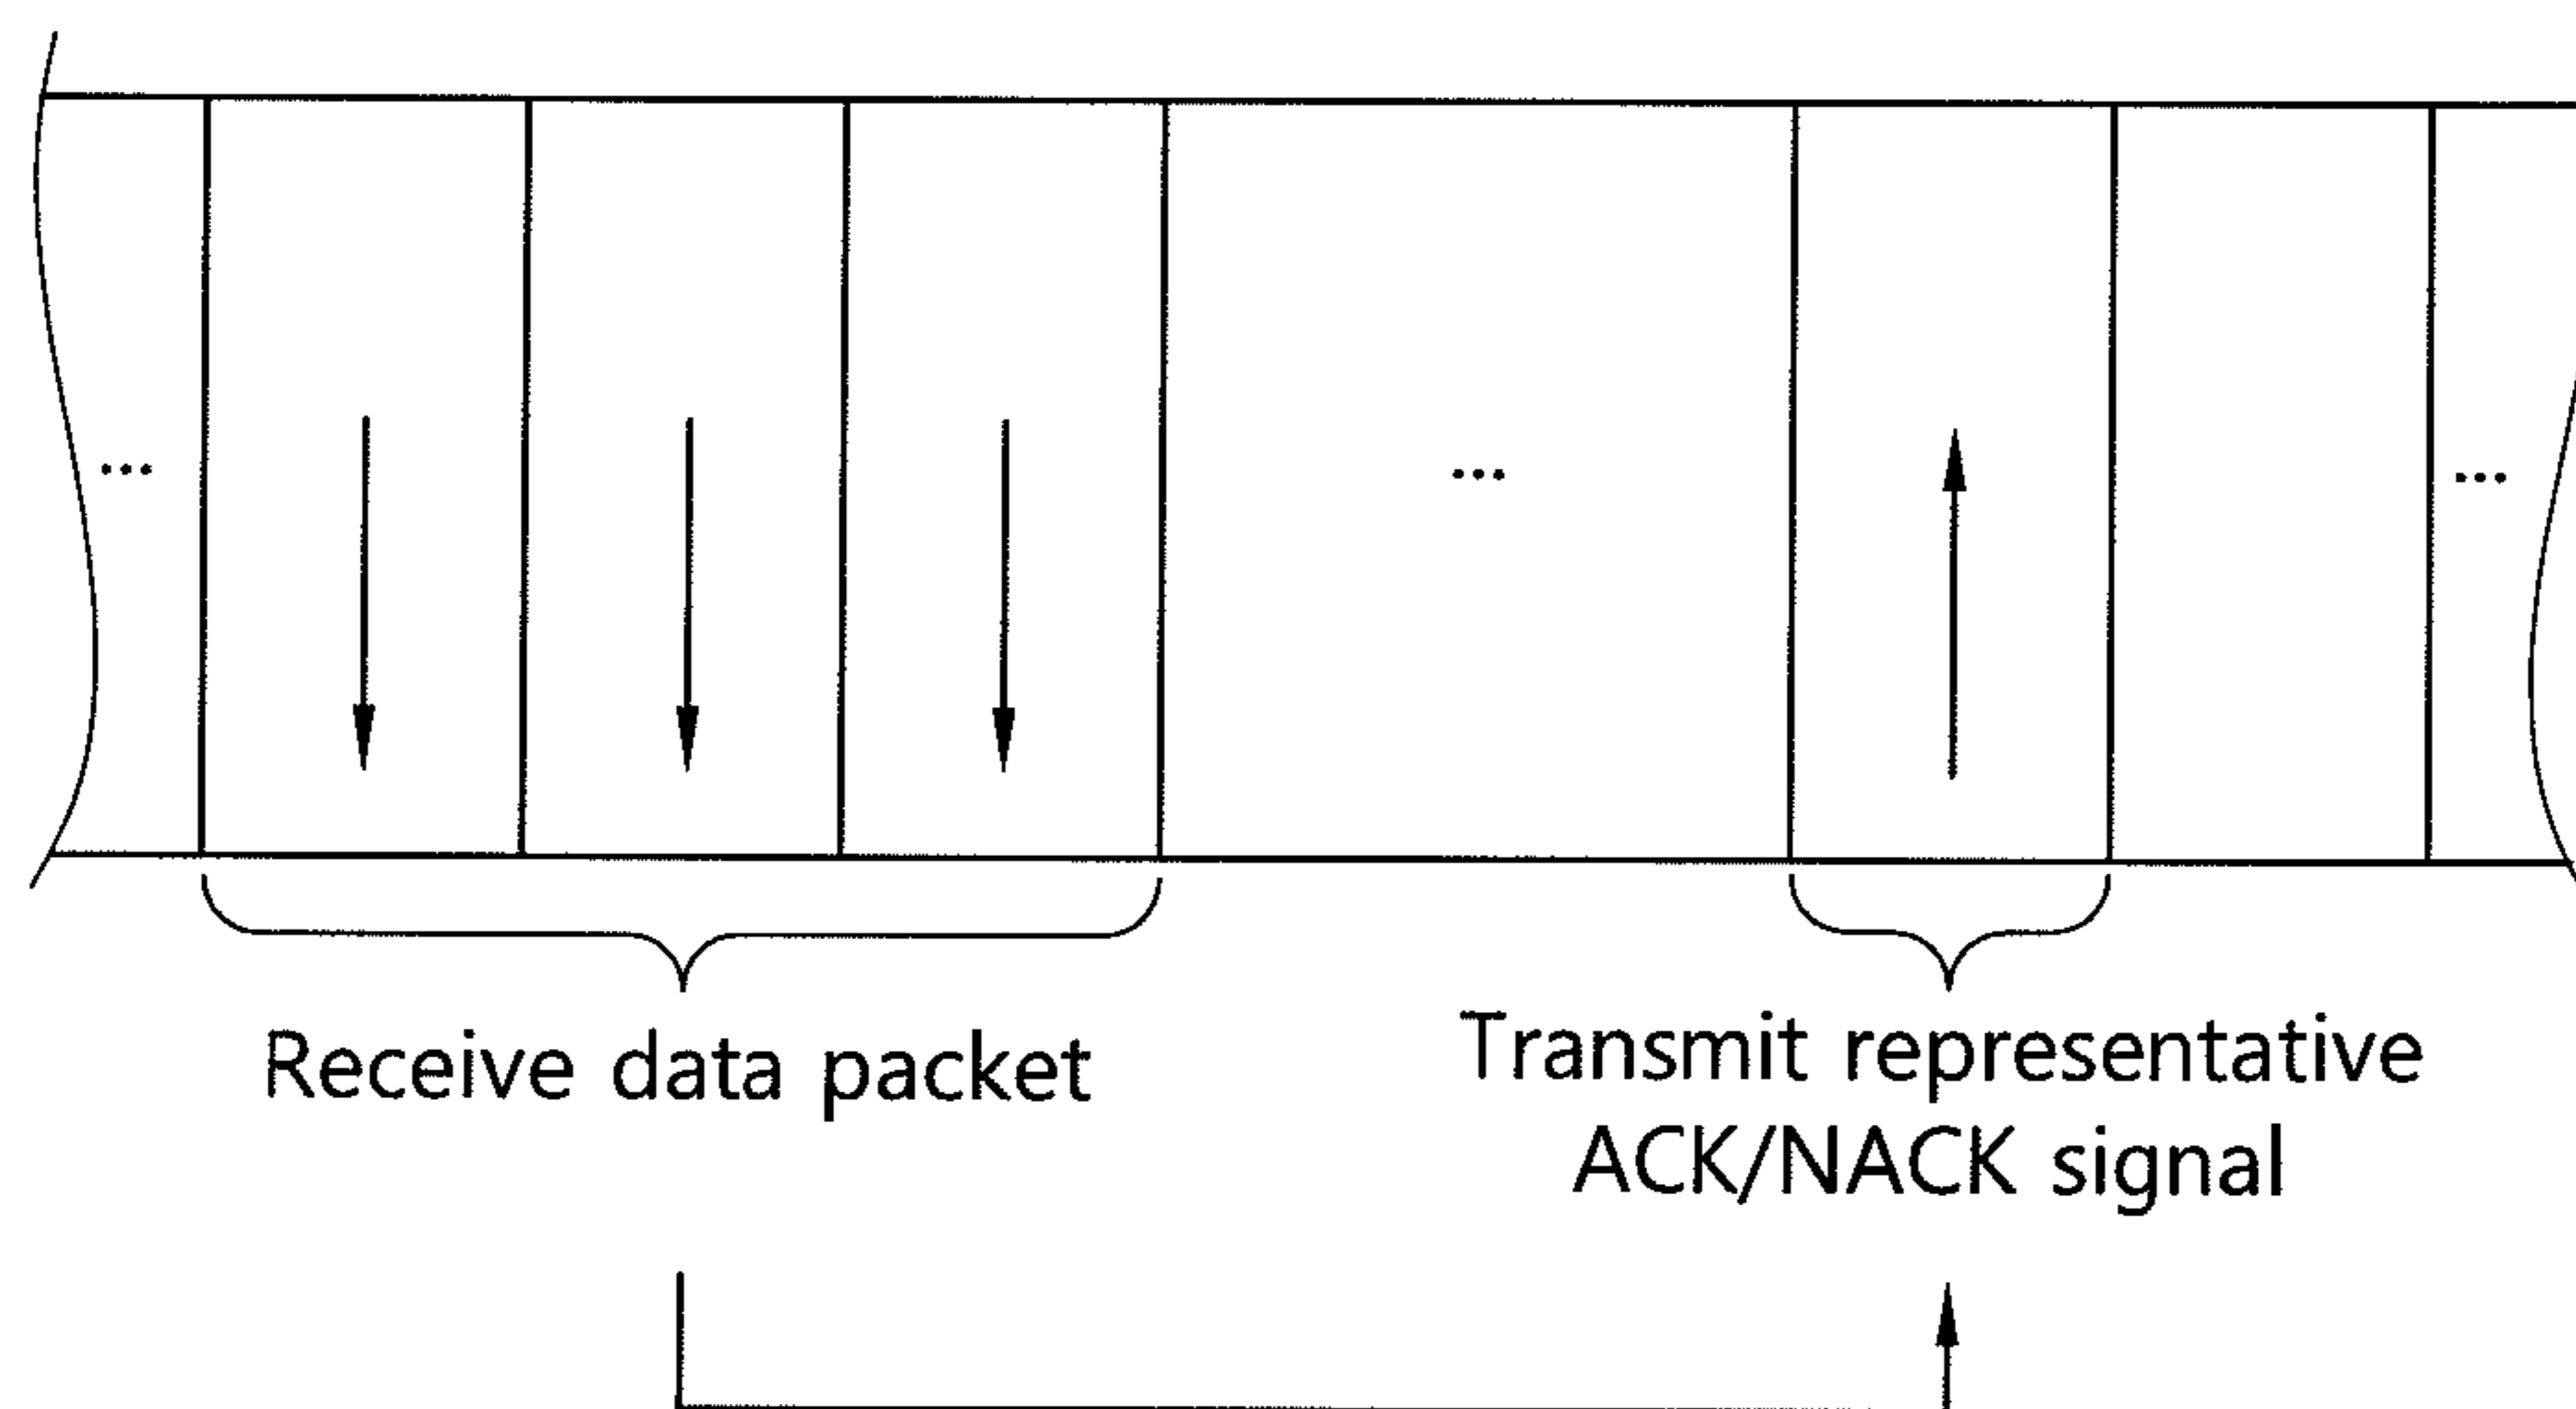 ...
...
...
Receive data packet
Transmit representative
ACK/NACK signal